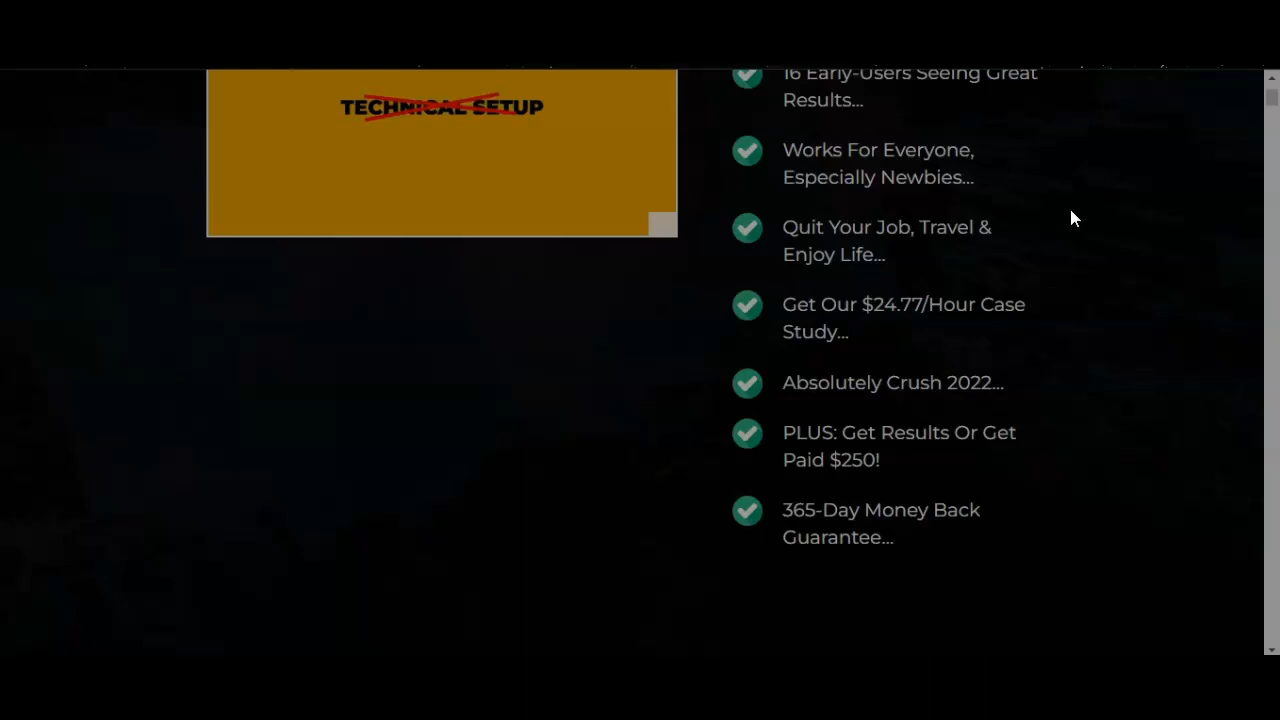 TECHNICAL SETUP
16 Early-Users Seeing Great
Results...
Works For Everyone,
Especially Newbies...
Quit Your Job, Travel &
Enjoy Life...
Get Our $24.77/Hour Case
Study...
Absolutely Crush 2022...
PLUS: Get Results Or Get
Paid $250!
365-Day Money Back
Guarantee...